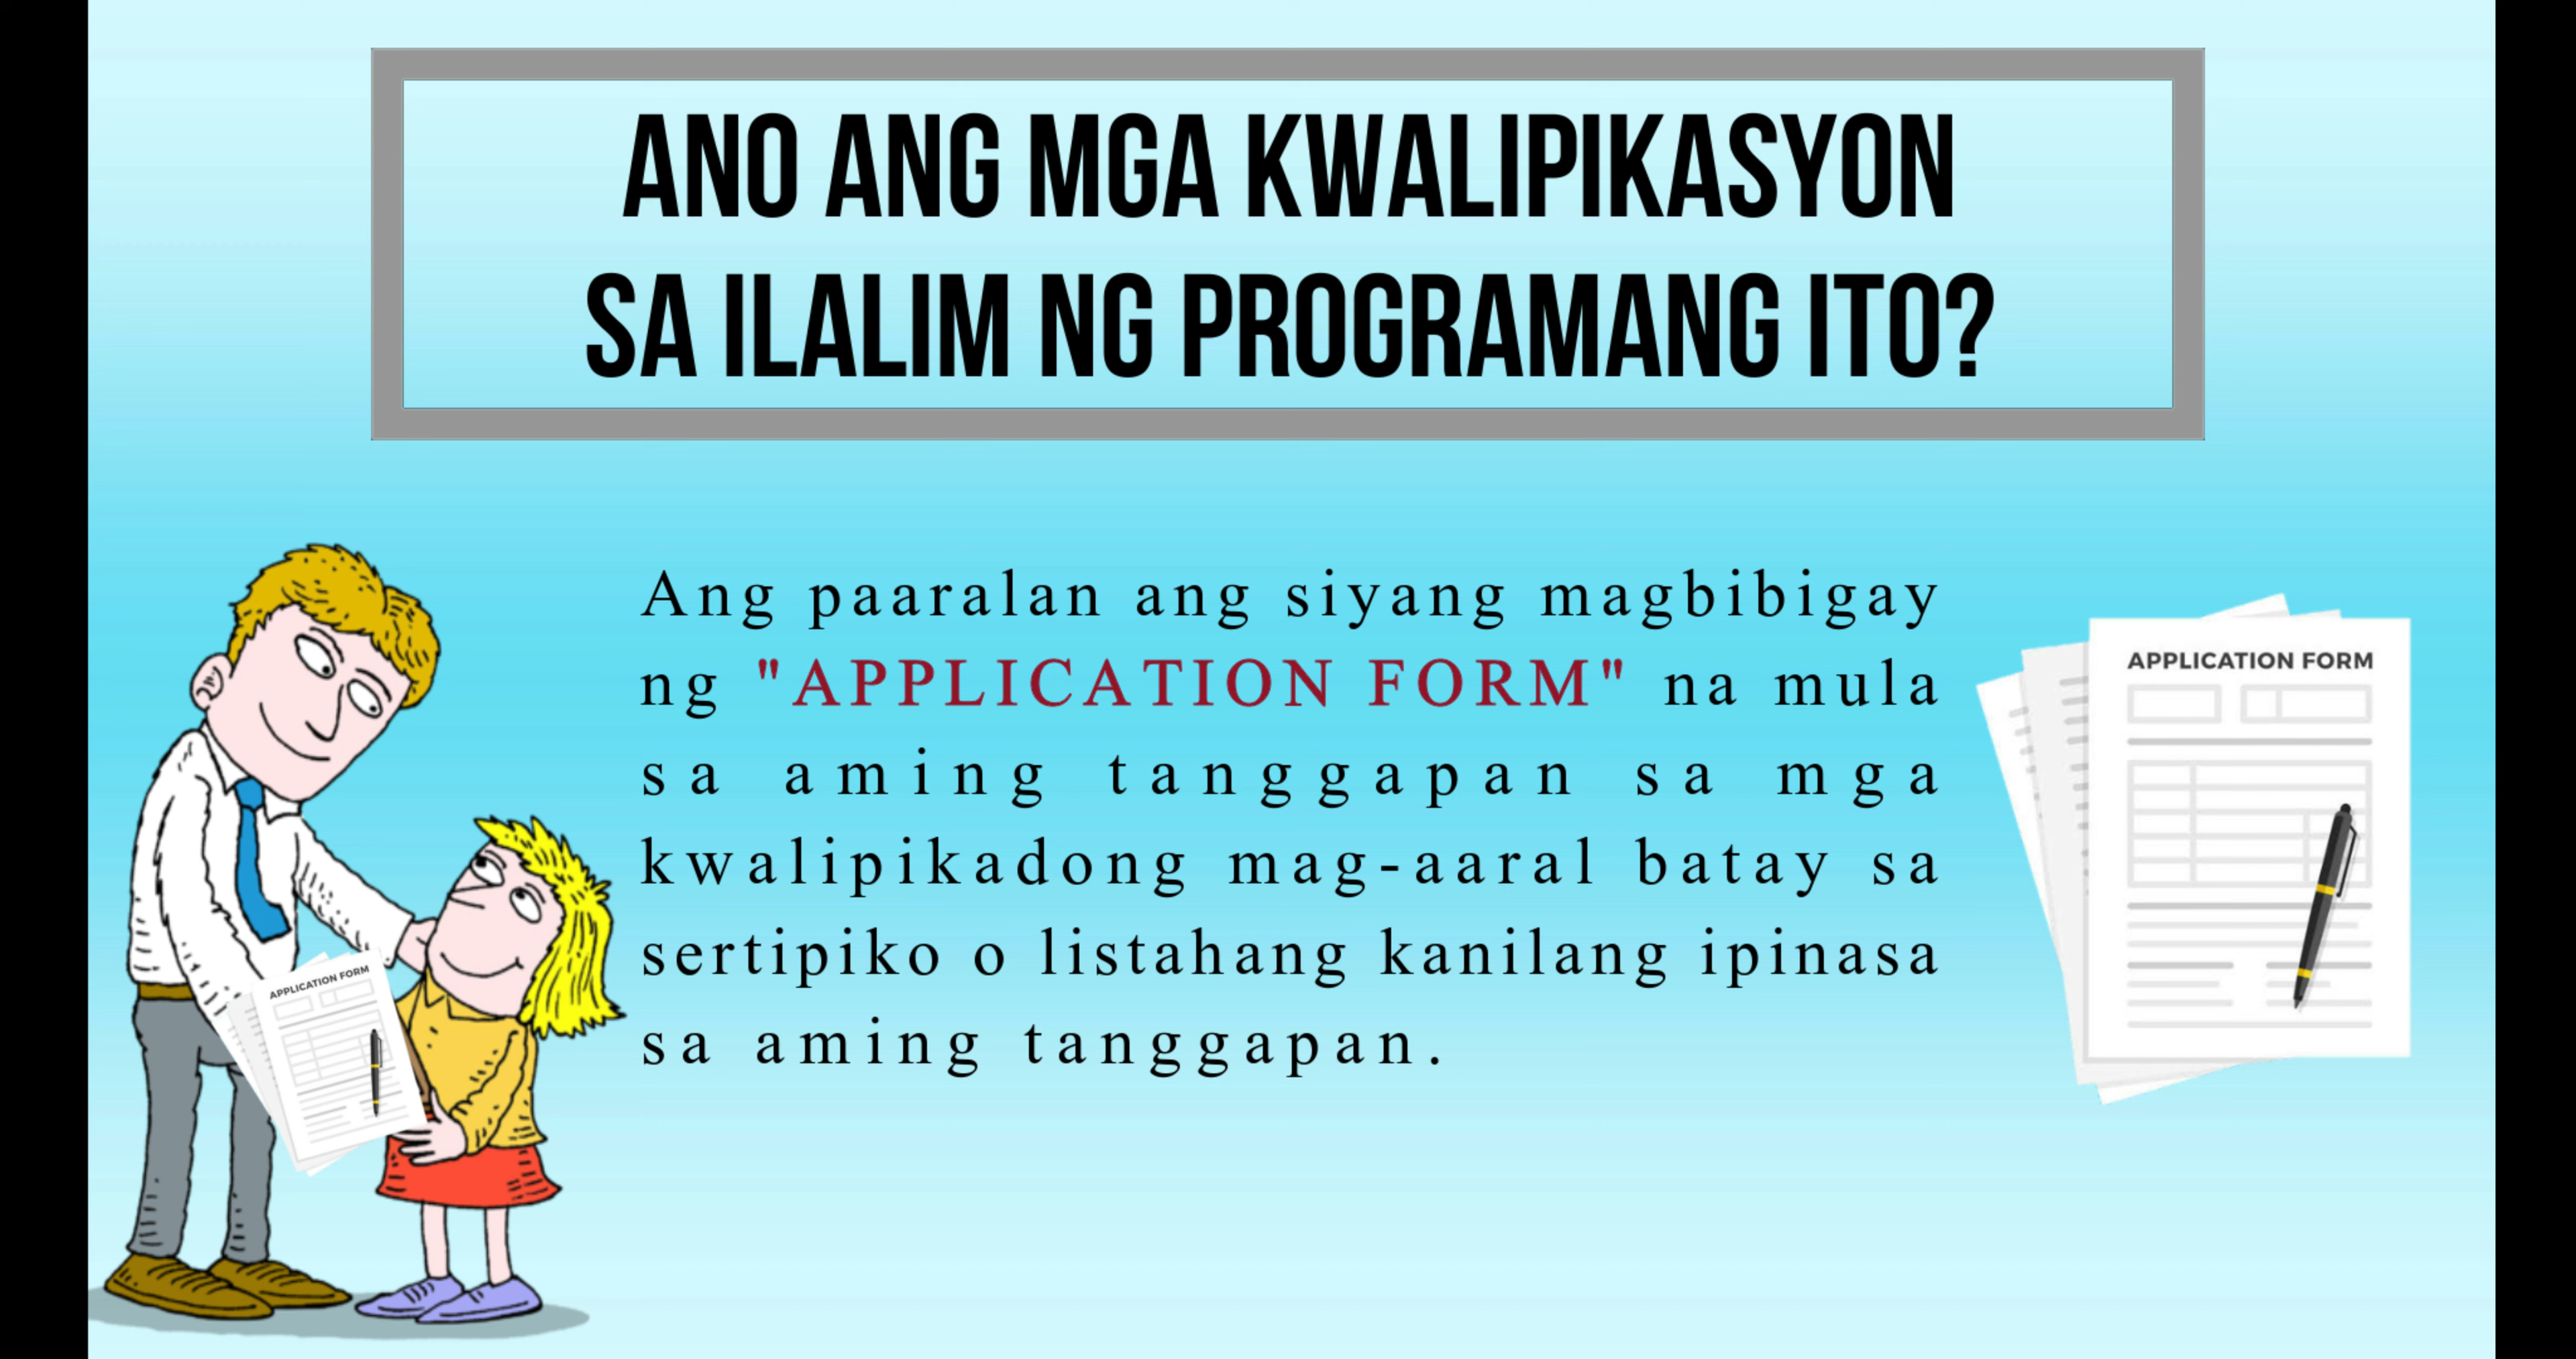 ANO ANG MGA KWALIPIKASYON
SA ILALIM NG PROGRAMANG ITO?
Ang paaralan ang siyang magbibigay
ng "APPLICATION FORM" na mula
sa aming tanggapan sa mga
kwalipikadong mag-aaral batay sa
sertipiko o listahang kanilang ipinasa
sa aming tanggapan.
APPLICATION FORM
APPLICATION FORM